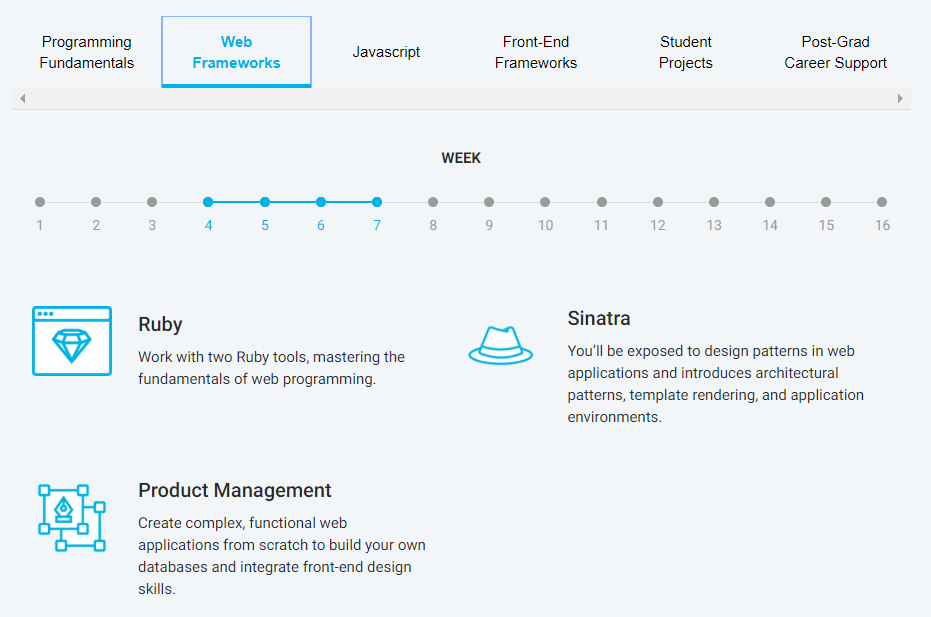 Programming
Fundamentals
Web
Frameworks
Javascript
Front-End
Frameworks
Student
Projects
Post-Grad
Career Support
WEEK
1 2 3 4 5 6 7 8 9 10 11 12 13 14 15 16
Ruby
Work with two Ruby tools, mastering the
fundamentals of web programming.
Sinatra
You’ll be exposed to design patterns in web
applications and introduces architectural
patterns, template rendering, and application
environments.
Product Management
Create complex, functional web
applications from scratch to build your own
databases and integrate front-end design
skills.